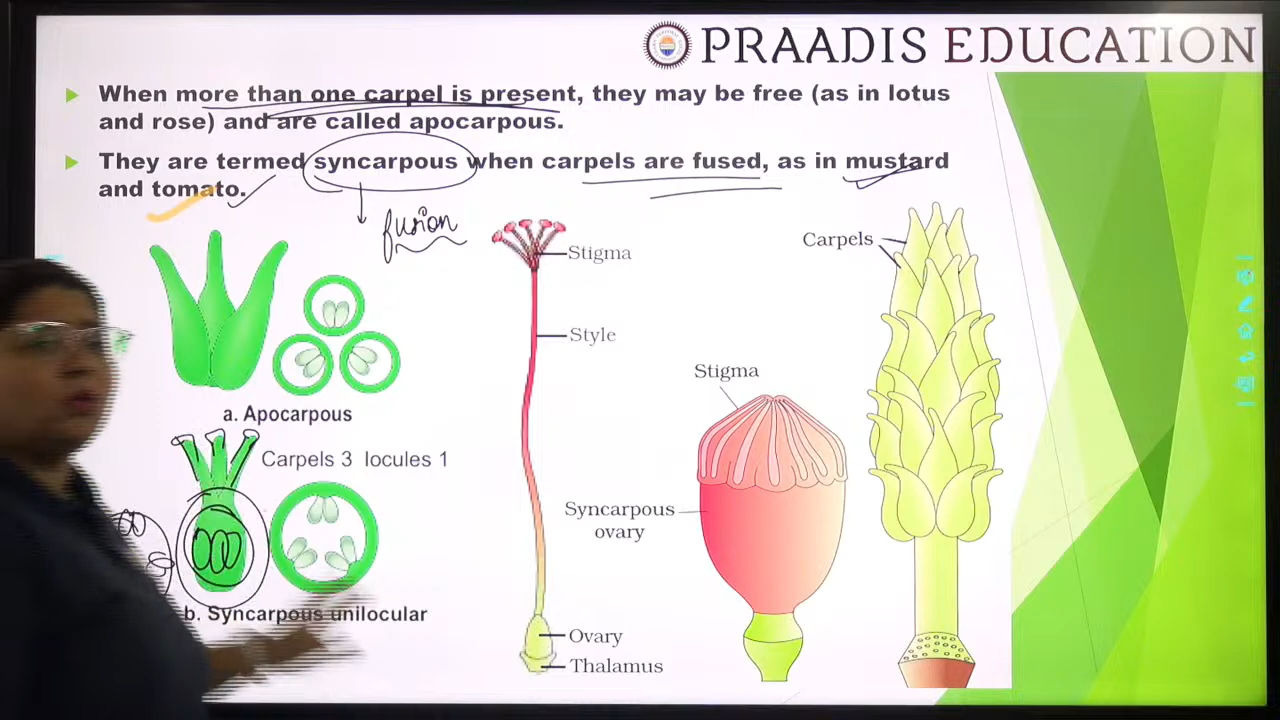 PRAADIS EDUCATION
When more than one carpel is present, they may be free (as in lotus
and rose) and are called apocarpous.
They are termed syncarpous when carpels are fused, as in mustard
and tomato.
fusion
Stigma
Style
Ovary
Thalamus
a. Apocarpous
Carpels 3 locules 1
b. Syncarpous unilocular
Stigma
Syncarpous
ovary
Carpels